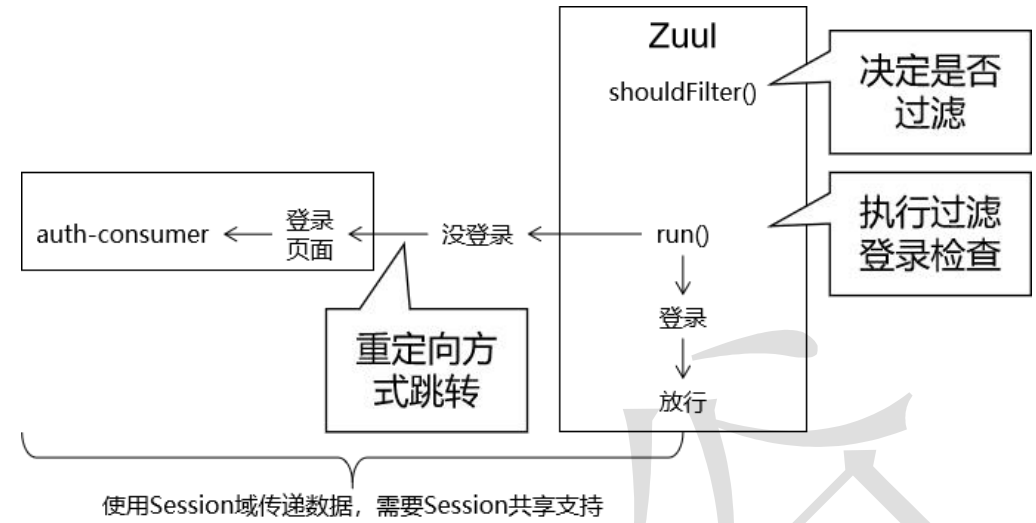 Zuul
shouldFilter()
决定是否
过滤
auth-consumer
登录
页面
没登录
run()
执行过滤
登录检查
登录
放行
重定向方
式跳转
使用Session域传递数据，需要Session共享支持